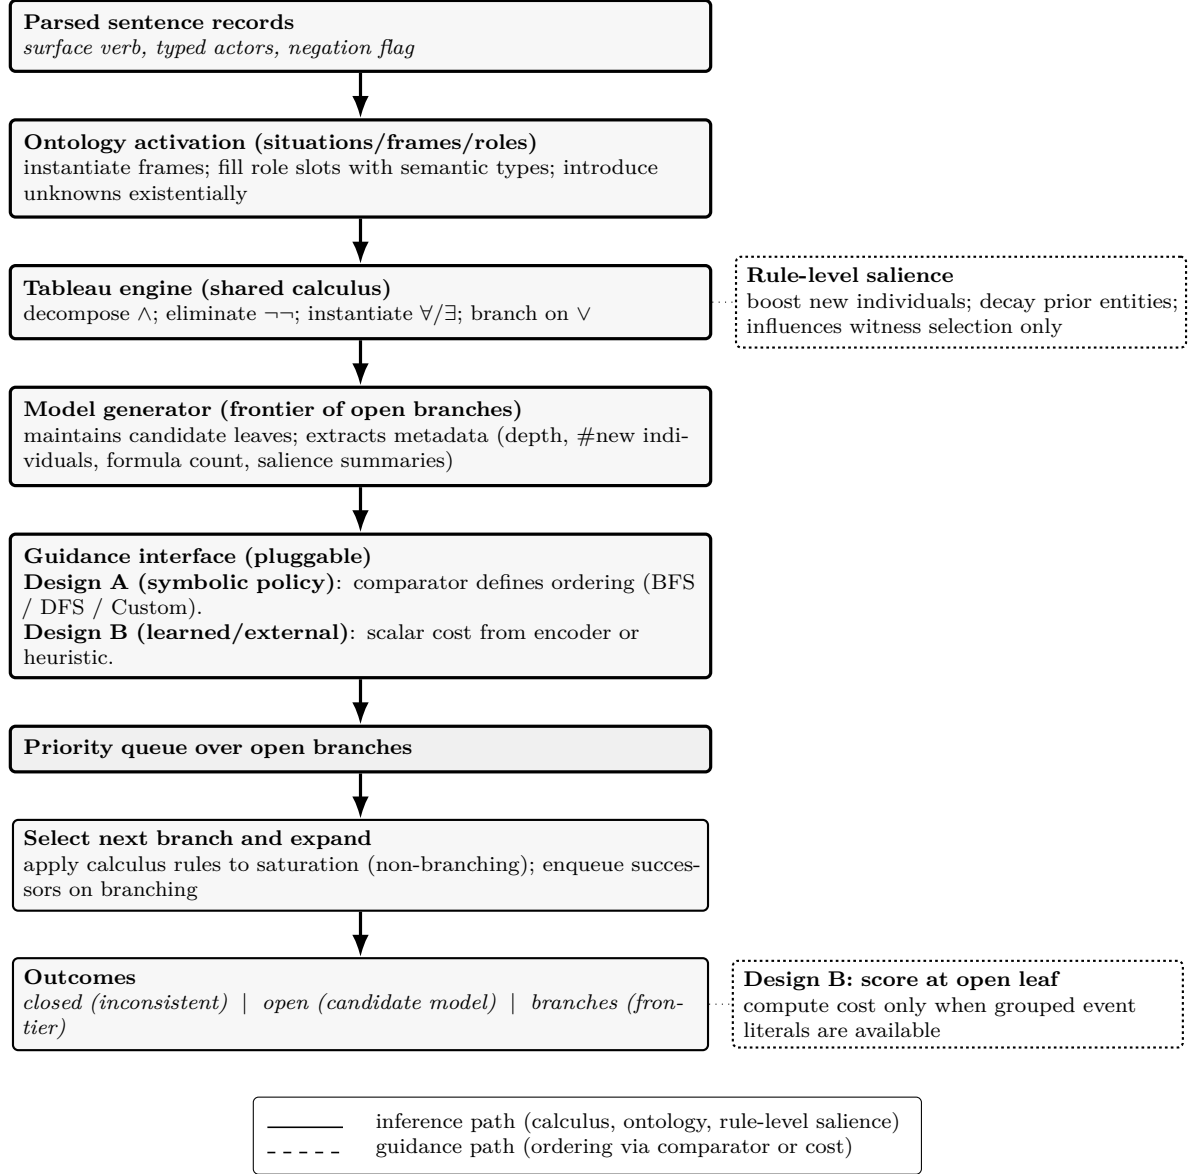 Parsed sentence records
surface verb, typed actors, negation flag
Ontology activation (situations/frames/roles)
instantiate frames; fill role slots with semantic types; introduce
unknowns existentially
Tableau engine (shared calculus)
decompose ∧; eliminate ¬¬; instantiate ∀/∃; branch on ∨
Rule-level salience
boost new individuals; decay prior entities;
influences witness selection only
Model generator (frontier of open branches)
maintains candidate leaves; extracts metadata (depth, #new indi-
viduals, formula count, salience summaries)
Guidance interface (pluggable)
Design A (symbolic policy): comparator defines ordering (BFS
/ DFS / Custom).
Design B (learned/external): scalar cost from encoder or
heuristic.
Priority queue over open branches
Select next branch and expand
apply calculus rules to saturation (non-branching); enqueue succes-
sors on branching
Outcomes
closed (inconsistent) | open (candidate model) | branches (fron-
tier)
Design B: score at open leaf
compute cost only when grouped event
literals are available
inference path (calculus, ontology, rule-level salience)
guidance path (ordering via comparator or cost)